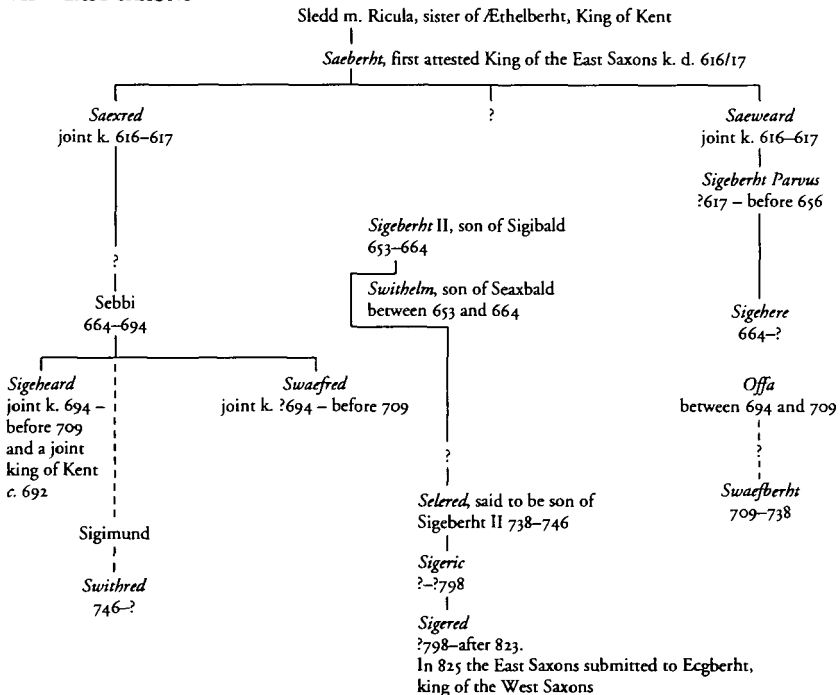 Sledd m. Ricula, sister of Æthelberht, King of Kent
Saeberht, first attested King of the East Saxons k. d. 616/17
Saexred
joint k. 616–617
?
Saeweard
joint k. 616–617
Sigeberht Parvus
?617 – before 656
Sigeberht II, son of Sigibald
653–664
?
Swithelm, son of Seaxbald
between 653 and 664
Sebbi
664–694
Sigehere
664–?
Sigeheard
joint k. 694 –
before 709
and a joint
king of Kent
c. 692
Swaefred
joint k. ?694 – before 709
Offa
between 694 and 709
?
?
Selered, said to be son of
Sigeberht II 738–746
Swaefberht
709–738
Sigimund
Sigeric
?–?798
Swithred
746–?
Sigered
?798–after 823.
In 825 the East Saxons submitted to Ecgberht,
king of the West Saxons